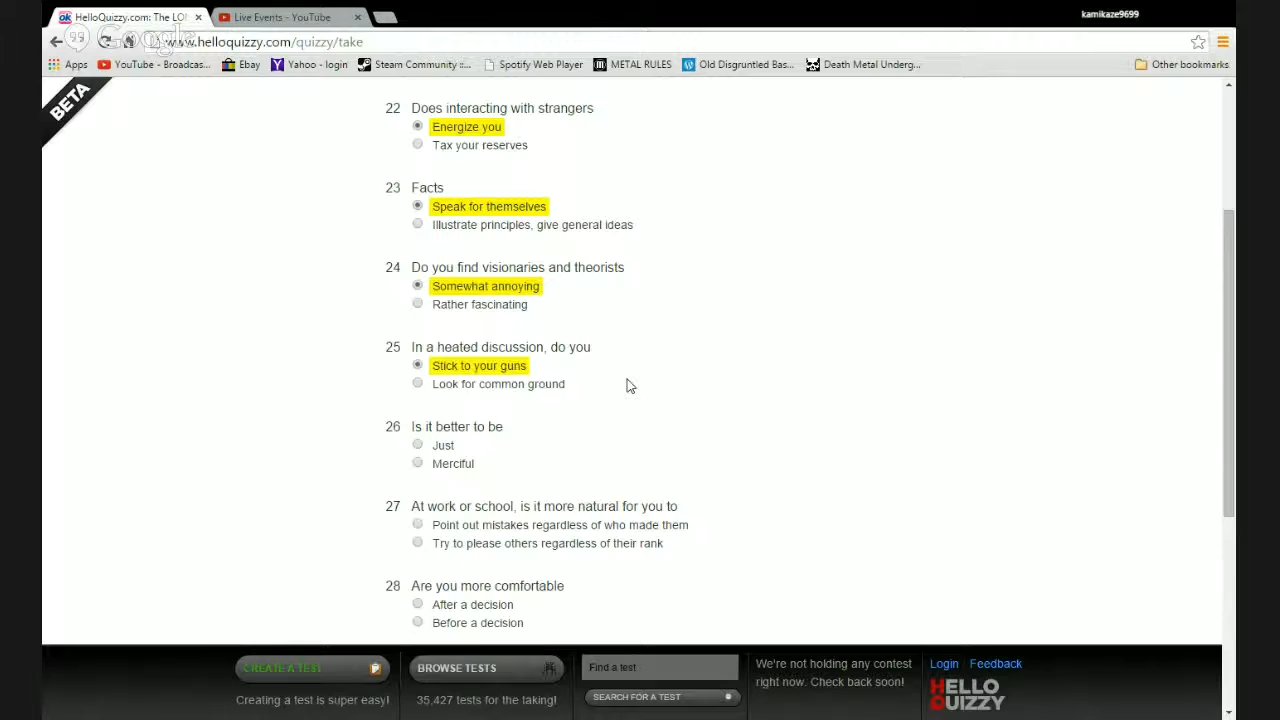 ok HelloQuizzy.com: The LO!
Live Events - YouTube
kamikaze9699
Google
www.helloquizzy.com/quizzy/take
Apps YouTube - Broadcas... Ebay Yahoo - login Steam Community ::... Spotify Web Player METAL RULES Old Disgruntled Bas... Death Metal Underg... Other bookmarks
BETA
22 Does interacting with strangers
Energize you
Tax your reserves
23 Facts
Speak for themselves
Illustrate principles, give general ideas
24 Do you find visionaries and theorists
Somewhat annoying
Rather fascinating
25 In a heated discussion, do you
Stick to your guns
Look for common ground
26 Is it better to be
Just
Merciful
27 At work or school, is it more natural for you to
Point out mistakes regardless of who made them
Try to please others regardless of their rank
28 Are you more comfortable
After a decision
Before a decision
CREATE A TEST
Creating a test is super easy!
BROWSE TESTS
35,427 tests for the taking!
Find a test
SEARCH FOR A TEST
We're not holding any contest
right now. Check back soon!
Login | Feedback
HELLO
QUIZZY